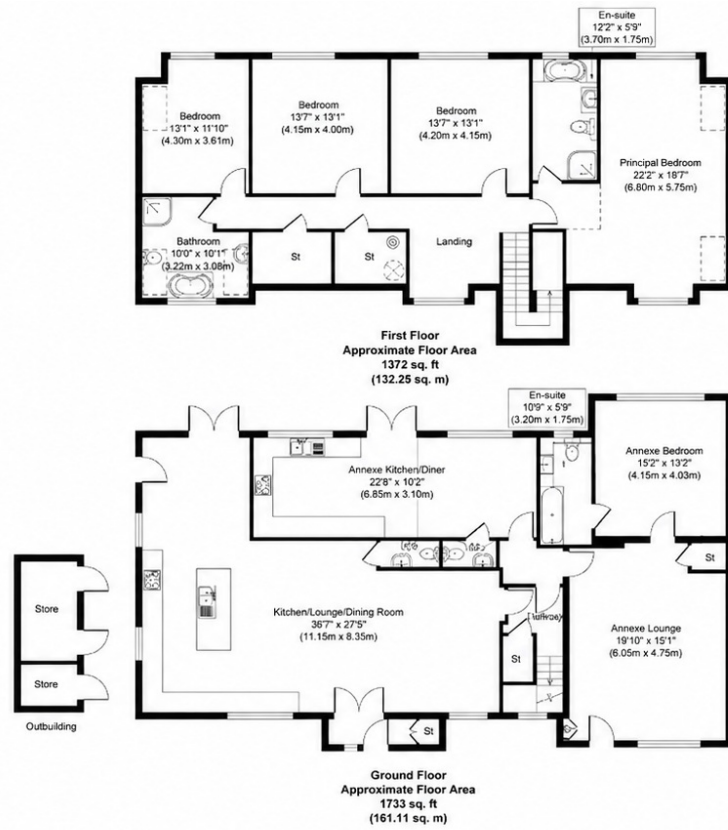 En-suite
12'2" x 5'9"
(3.70m x 1.75m)
Bedroom
13'1" x 11'10"
(4.30m x 3.61m)
Bedroom
13'7" x 13'1"
(4.15m x 4.00m)
Bedroom
13'7" x 13'1"
(4.20m x 4.15m)
Principal Bedroom
22'2" x 18'7"
(6.80m x 5.75m)
Bathroom
10'0" x 10'1"
(3.22m x 3.08m)
St
St
Landing
First Floor
Approximate Floor Area
1372 sq. ft
(132.25 sq. m)
En-suite
10'9" x 5'9"
(3.20m x 1.75m)
Annexe Kitchen/Diner
22'8" x 10'2"
(6.85m x 3.10m)
Annexe Bedroom
15'2" x 13'2"
(4.15m x 4.03m)
St
Store
Kitchen/Lounge/Dining Room
36'7" x 27'5"
(11.15m x 8.35m)
Annexe Lounge
19'10" x 15'1"
(6.05m x 4.75m)
St
Store
Outbuilding
St
Ground Floor
Approximate Floor Area
1733 sq. ft
(161.11 sq. m)